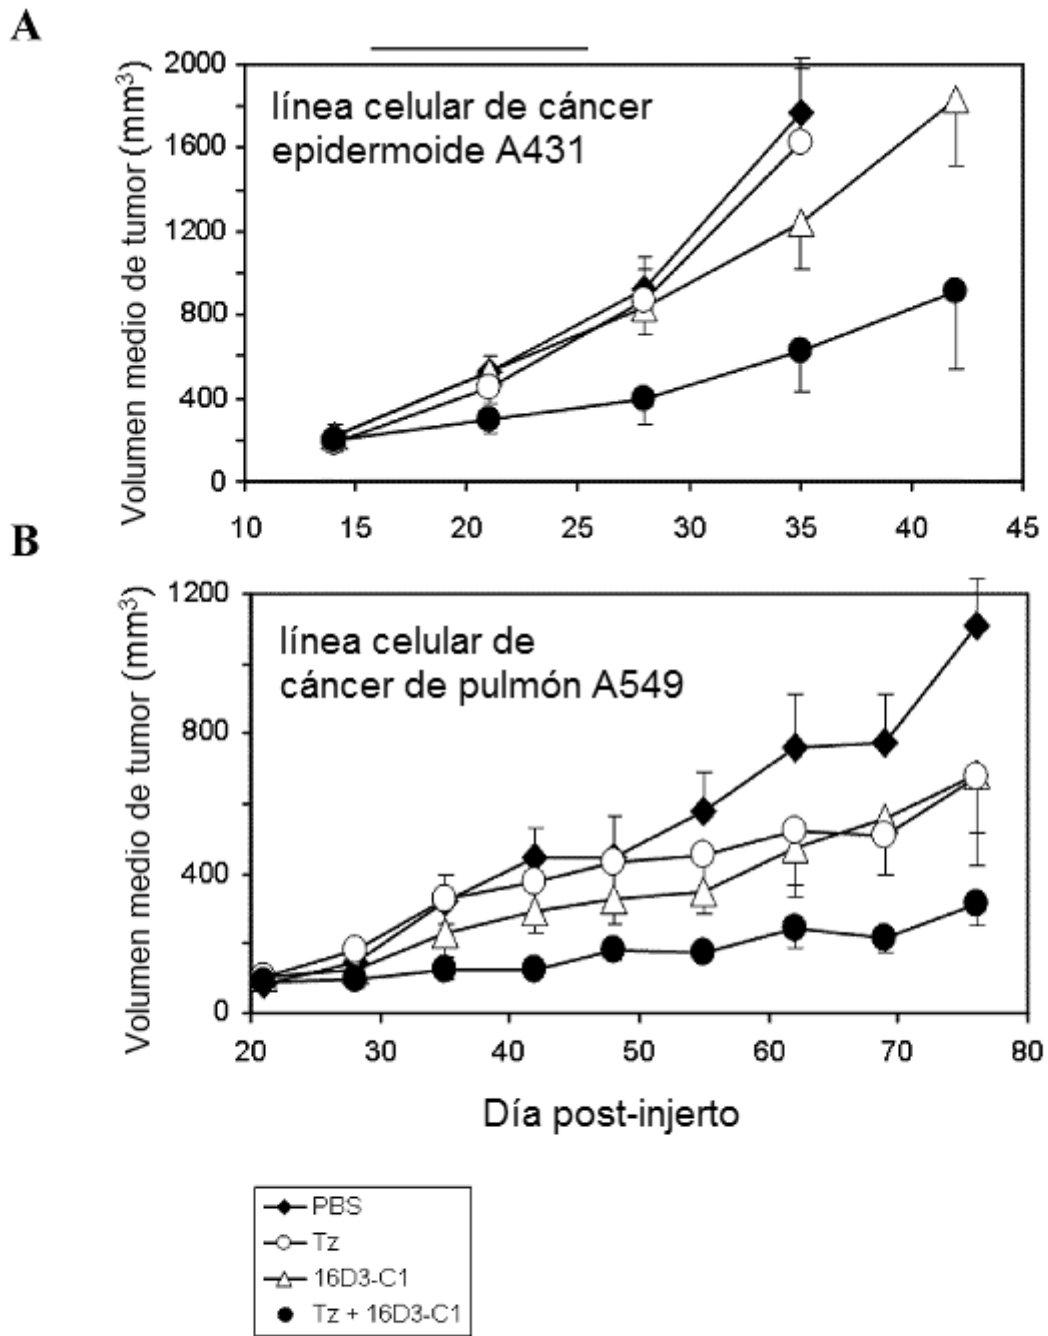 A
Volumen medio de tumor (mm³)
2000
1600
1200
800
400
0
línea celular de cáncer
epidermoide A431
10 15 20 25 30 35 40 45
B
Volumen medio de tumor (mm³)
1200
800
400
0
línea celular de
cáncer de pulmón A549
20 30 40 50 60 70 80
Día post-injerto
PBS
Tz
16D3-C1
Tz + 16D3-C1